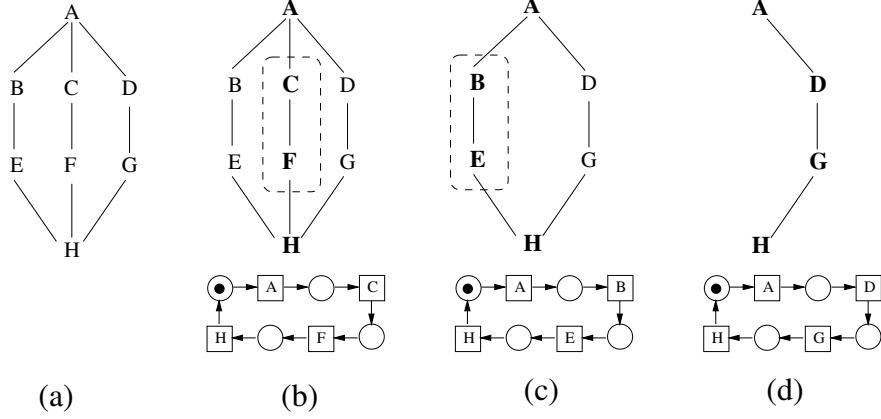 A
B C D
E F G
H
A
B C D
E F G
H
A C
H F
A
B D
E G
H
A B
H E
A
D
G
H
A D
H G
(a) (b) (c) (d)